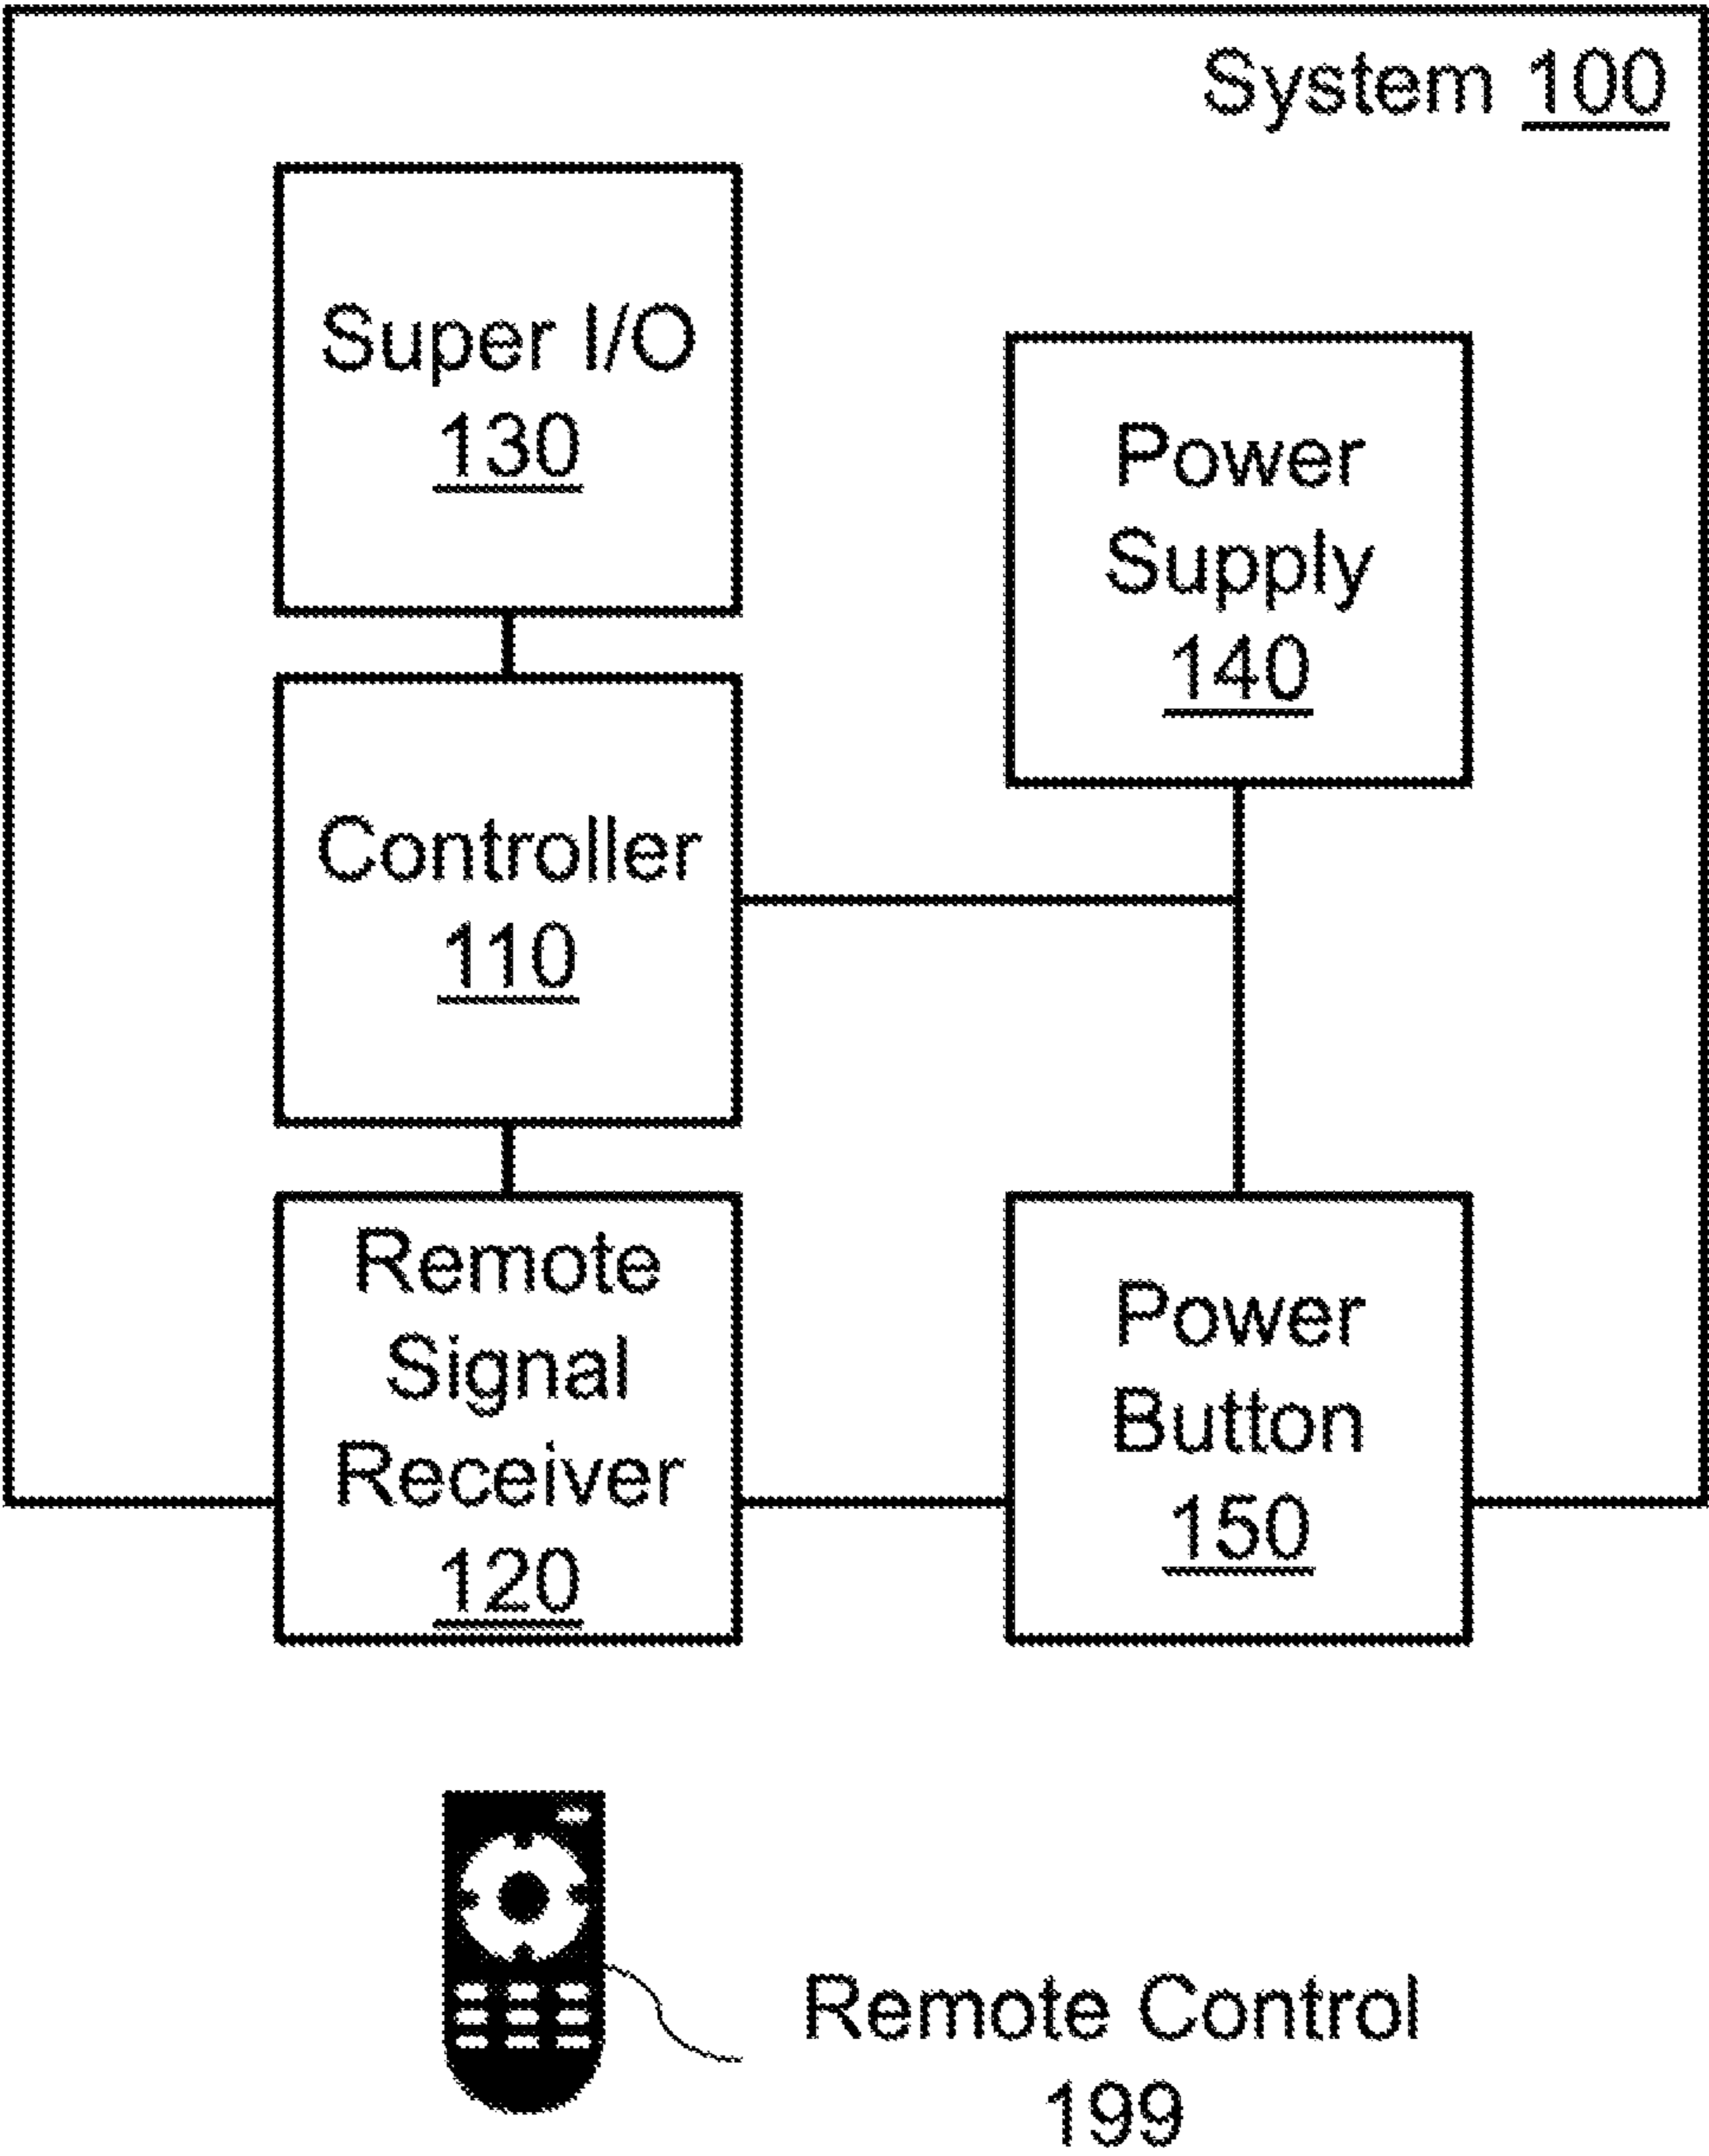 System 100
Super I/O
130
Power
Supply
140
Controller
110
Remote
Signal
Receiver
120
Power
Button
150
Remote Control
199